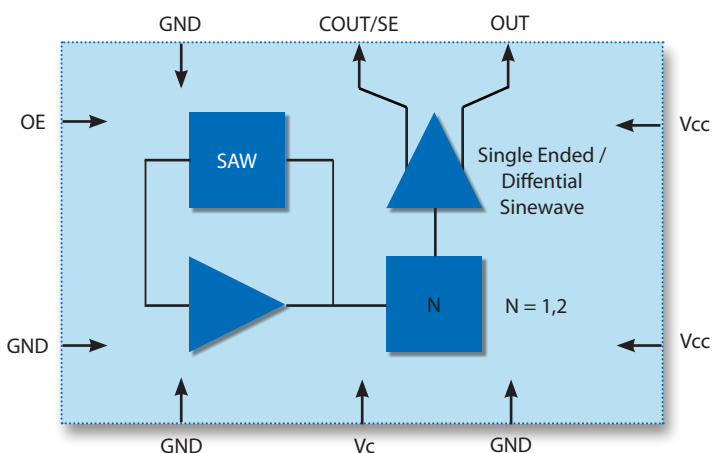 GND
COUT/SE
OUT
OE
Vcc
SAW
Single Ended /
Diffential
Sinewave
N
N = 1,2
GND
Vcc
GND
Vc
GND